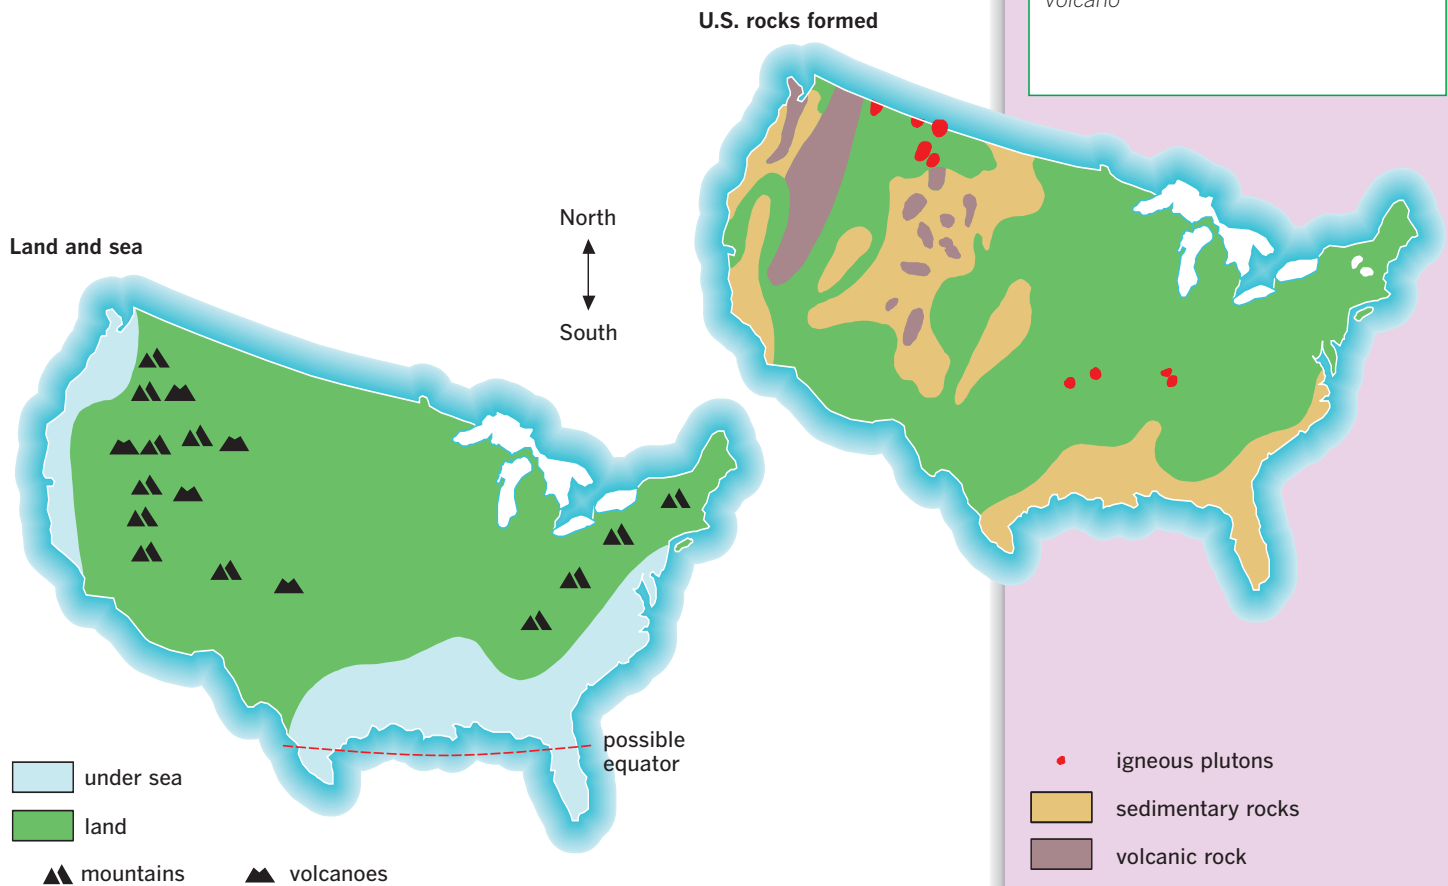 volcano
U.S. rocks formed
North
South
Land and sea
possible
equator
under sea
land
mountains
volcanoes
igneous plutons
sedimentary rocks
volcanic rock